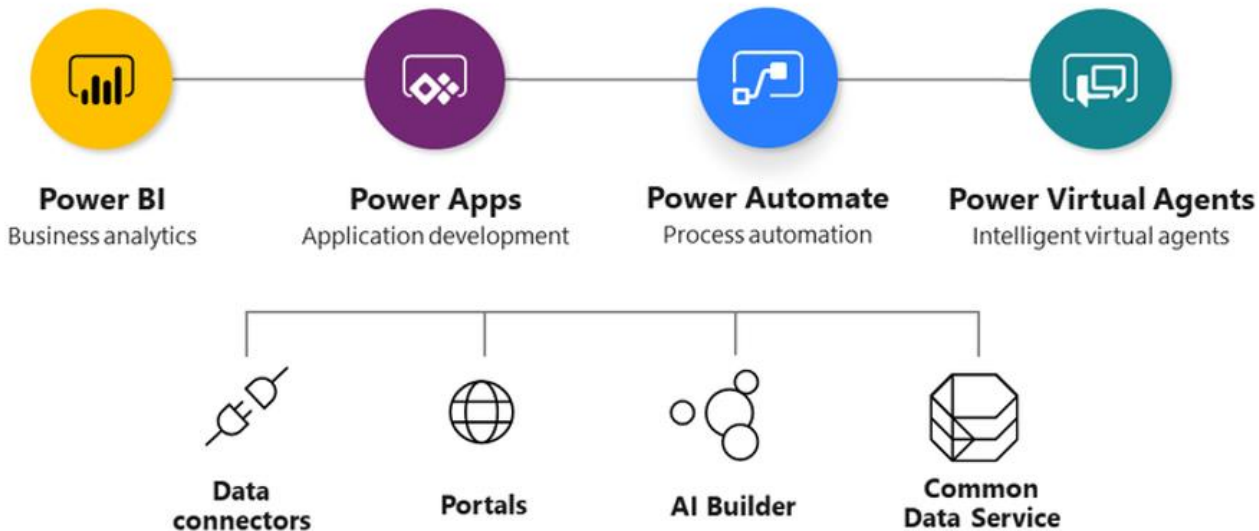 Power BI
Business analytics
Power Apps
Application development
Power Automate
Process automation
Power Virtual Agents
Intelligent virtual agents
Data
connectors
Portals
AI Builder
Common
Data Service